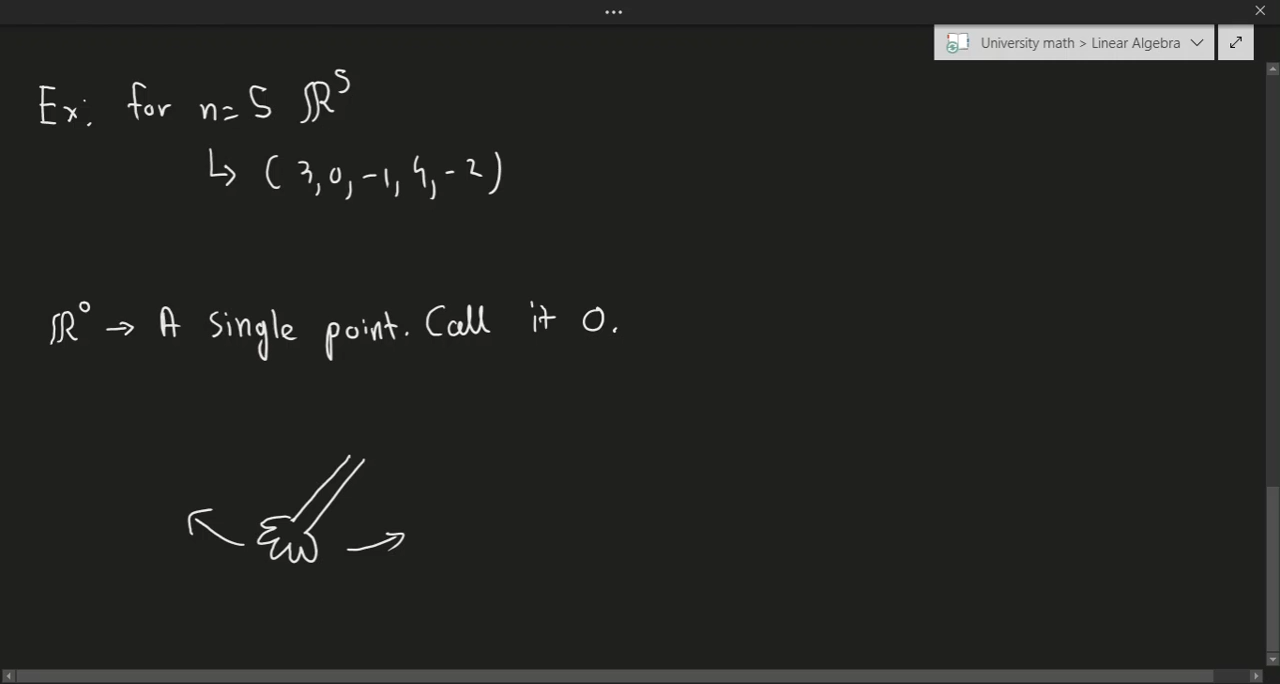 University math > Linear Algebra
Ex: for n=5 ℝ⁵
↳ (3,0,-1,4,-2)
ℝ⁰ → A single point. Call it 0.